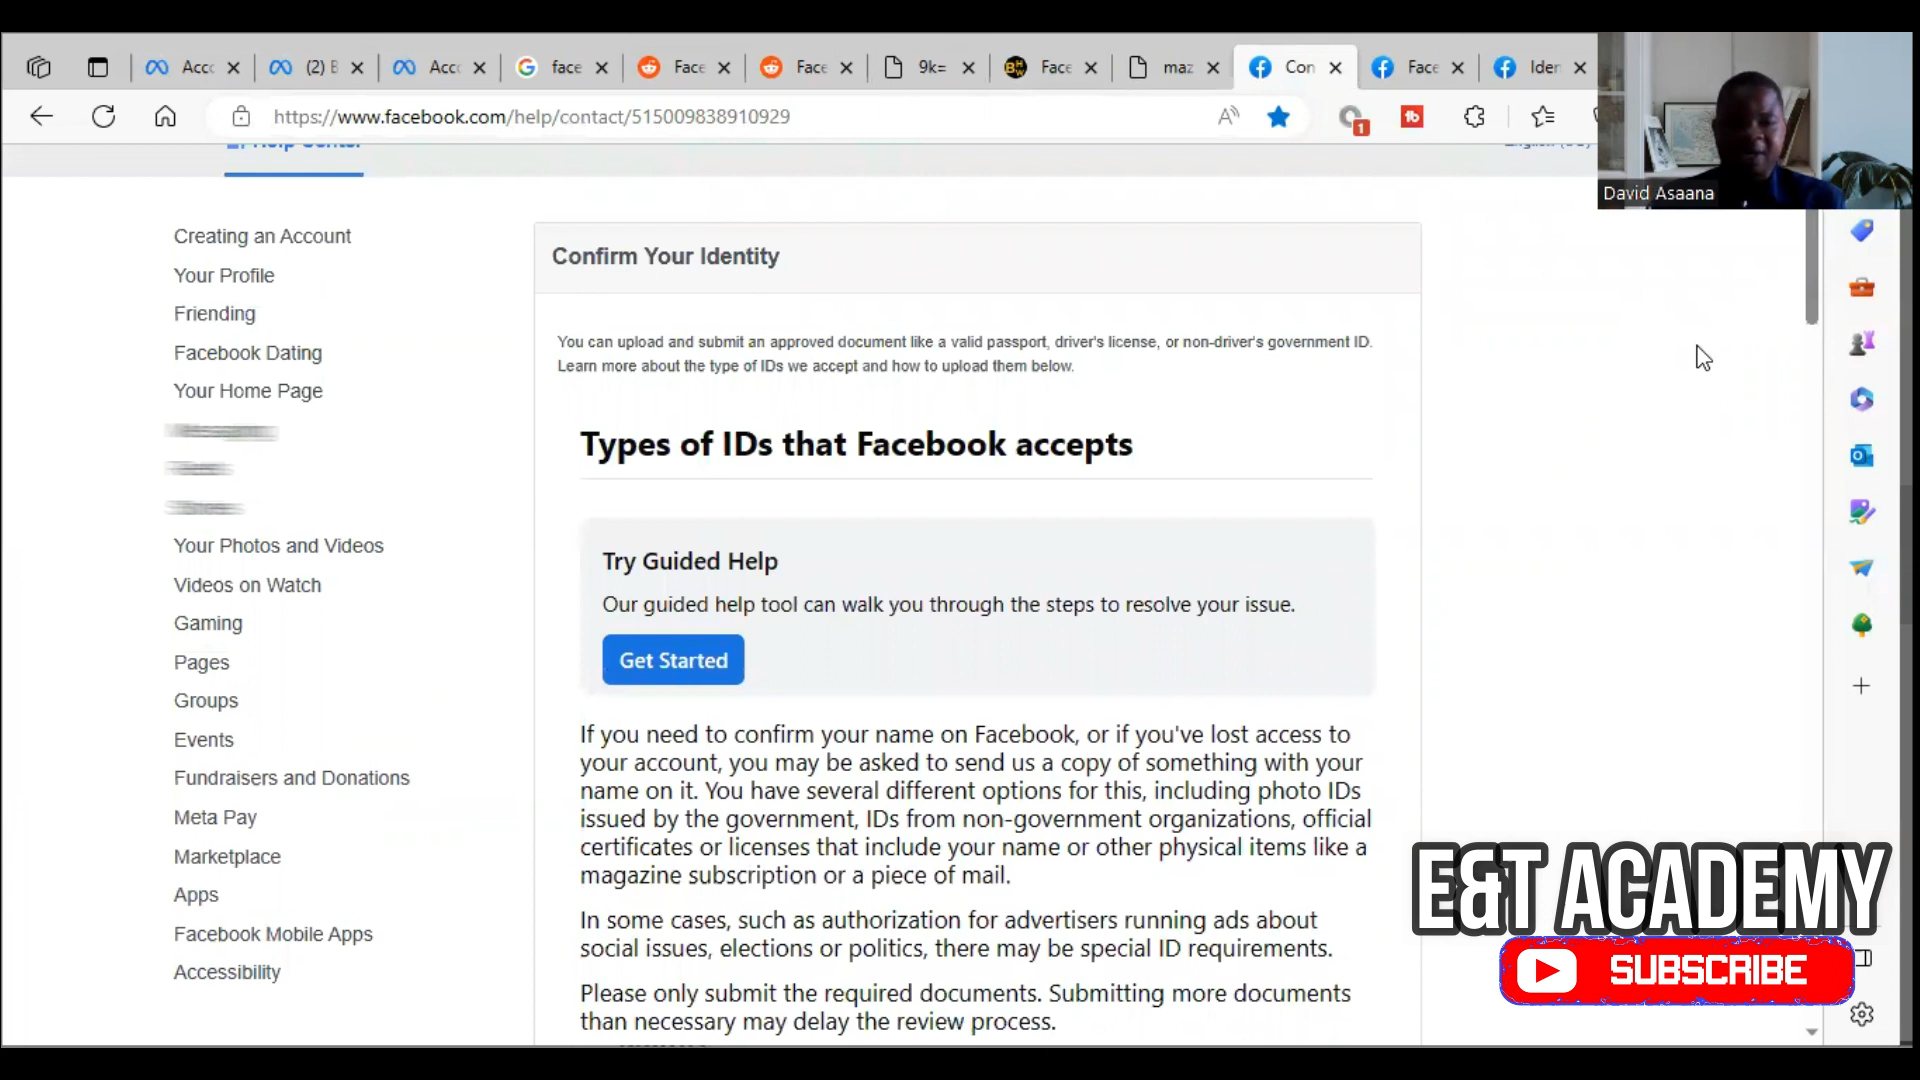 Acco
(2) B
Acco
face
Face
Face
9k=
Face
maz
Con
Face
Iden
https://www.facebook.com/help/contact/515009838910929
1
David Asaana
Help Center
Creating an Account
Your Profile
Friending
Facebook Dating
Your Home Page
Your Photos and Videos
Videos on Watch
Gaming
Pages
Groups
Events
Fundraisers and Donations
Meta Pay
Marketplace
Apps
Facebook Mobile Apps
Accessibility
Confirm Your Identity
You can upload and submit an approved document like a valid passport, driver's license, or non-driver's government ID.
Learn more about the type of IDs we accept and how to upload them below.
Types of IDs that Facebook accepts
Try Guided Help
Our guided help tool can walk you through the steps to resolve your issue.
Get Started
If you need to confirm your name on Facebook, or if you've lost access to
your account, you may be asked to send us a copy of something with your
name on it. You have several different options for this, including photo IDs
issued by the government, IDs from non-government organizations, official
certificates or licenses that include your name or other physical items like a
magazine subscription or a piece of mail.
In some cases, such as authorization for advertisers running ads about
social issues, elections or politics, there may be special ID requirements.
Please only submit the required documents. Submitting more documents
than necessary may delay the review process.
E&T ACADEMY
SUBSCRIBE